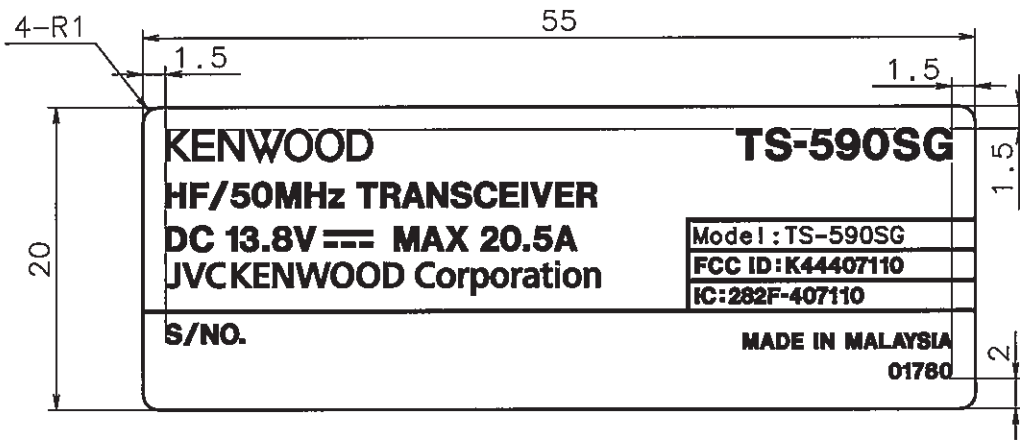 4-R1
55
1.5
1.5
1.5
20
KENWOOD
TS-590SG
HF/50MHz TRANSCEIVER
DC 13.8V⎓ MAX 20.5A
JVCKENWOOD Corporation
Model:TS-590SG
FCC ID:K44407110
IC:282F-407110
S/NO.
MADE IN MALAYSIA
01780
2